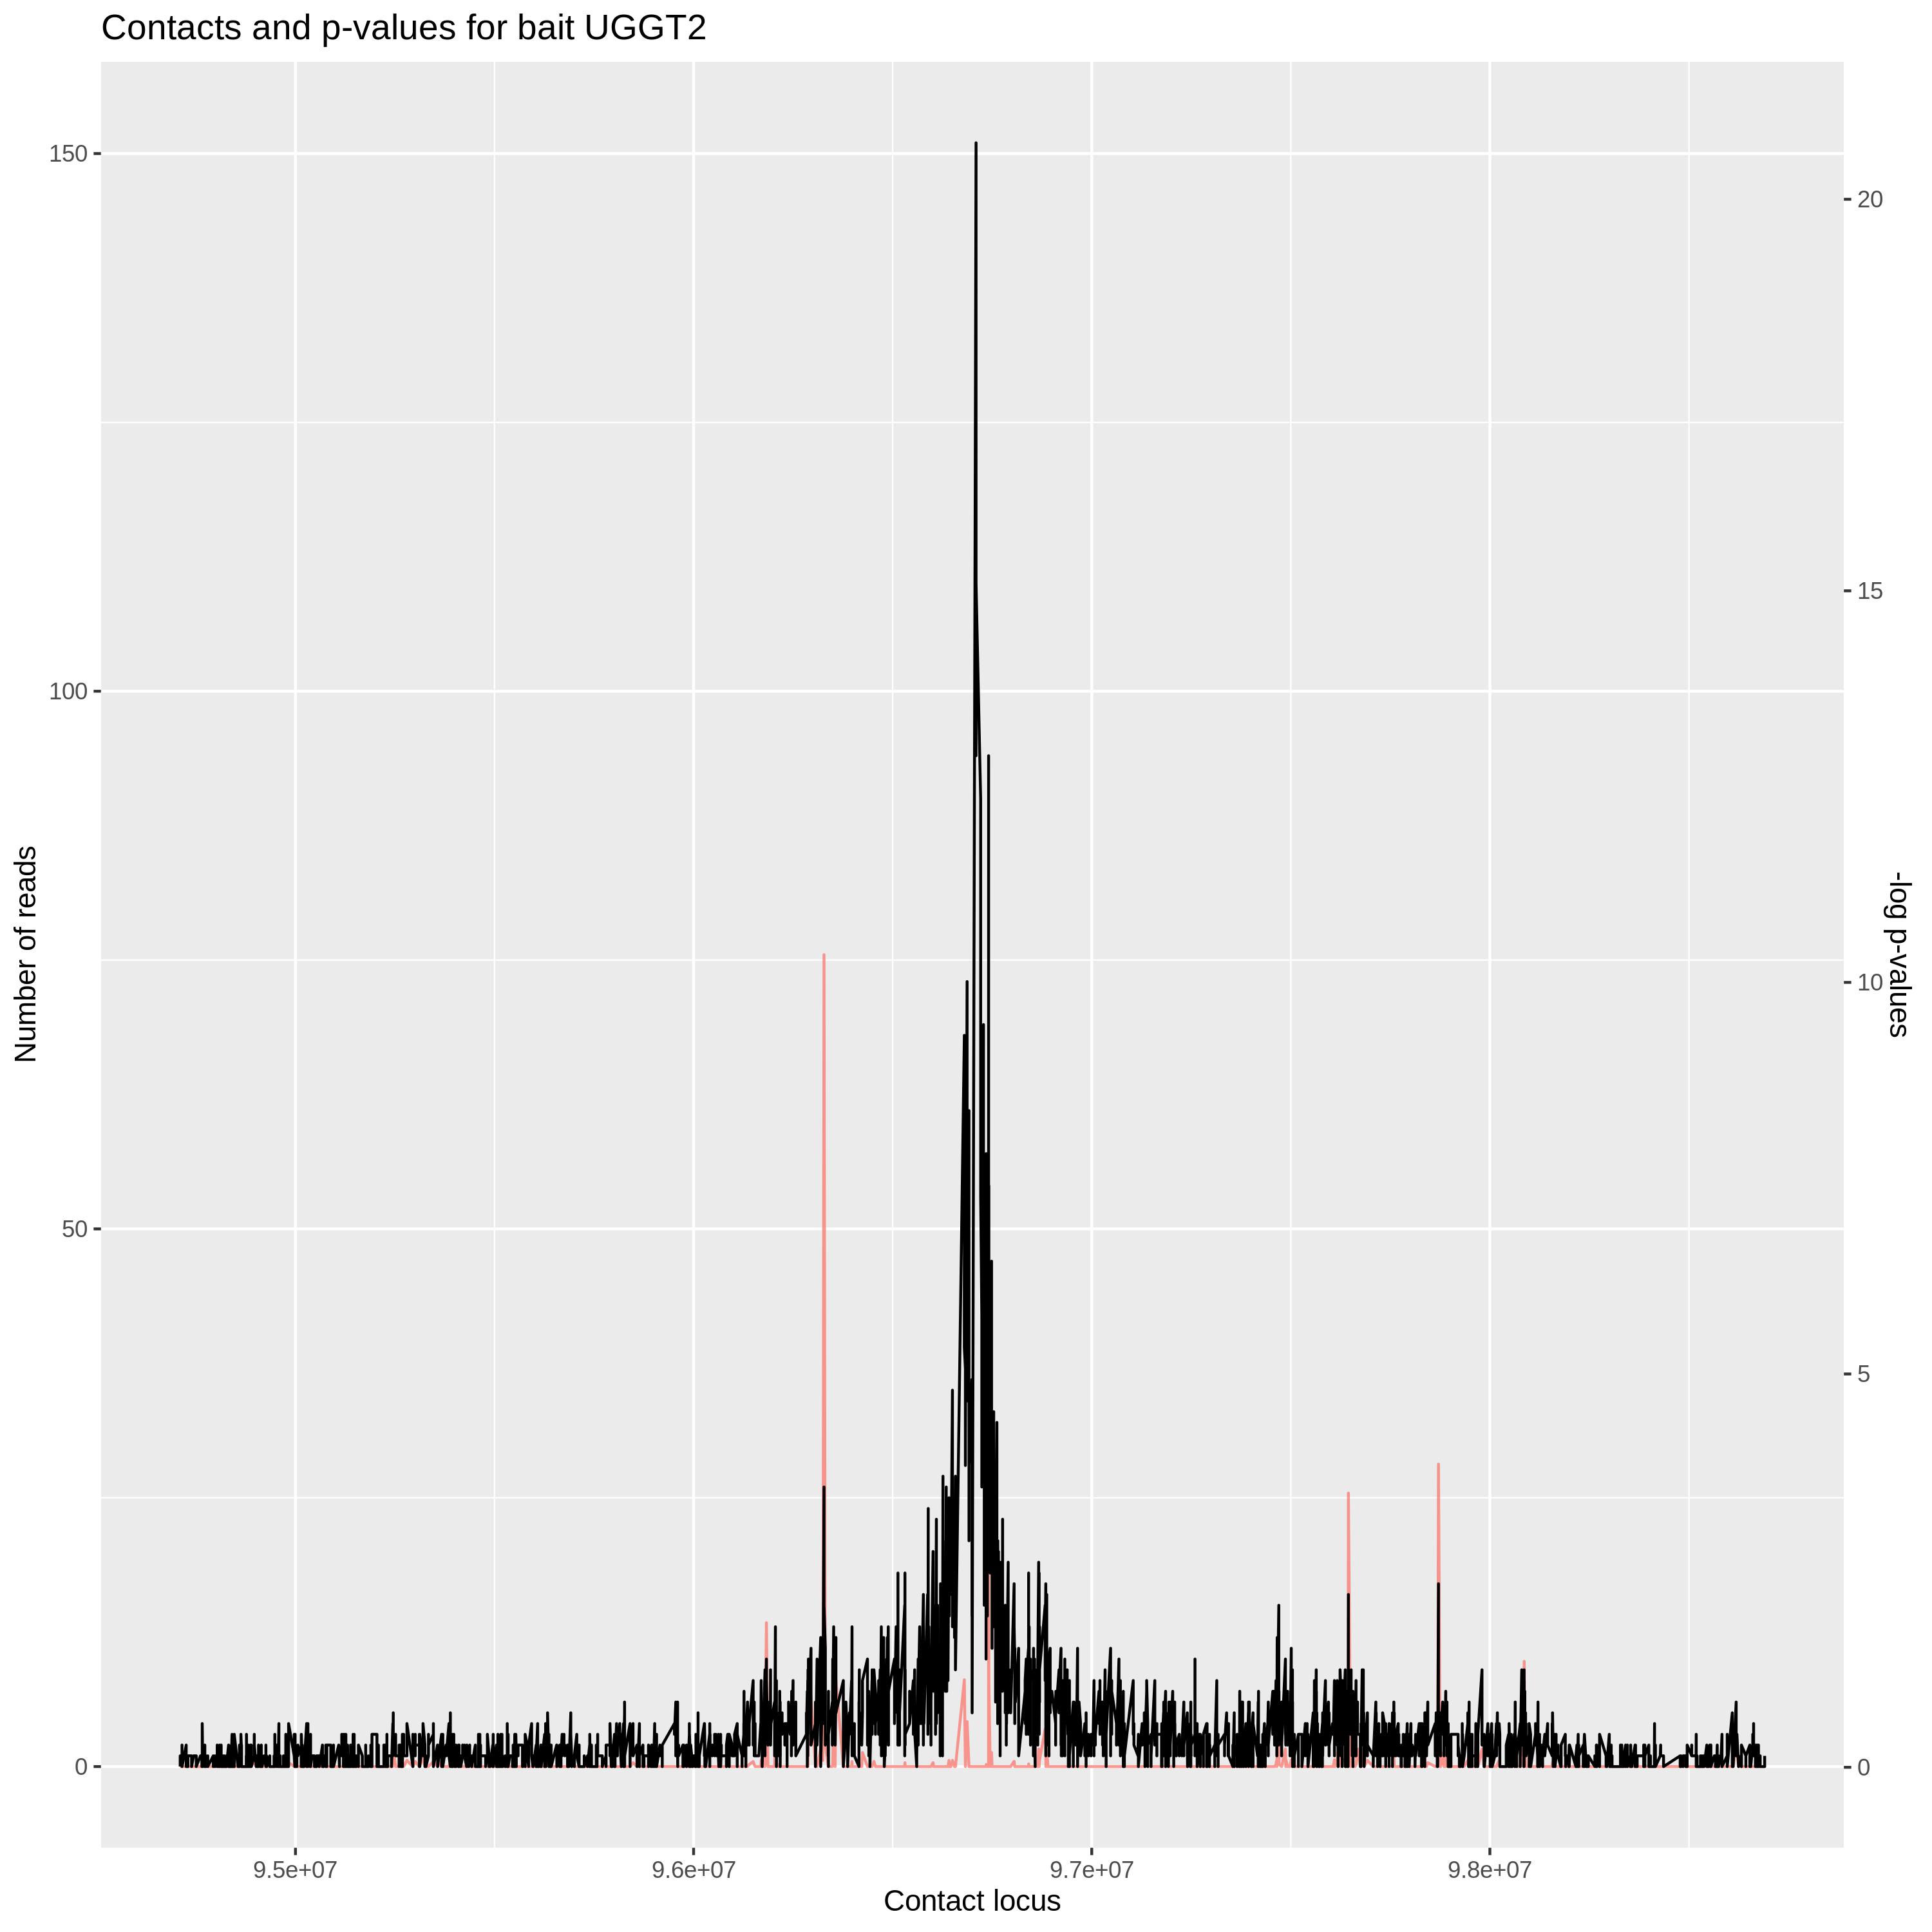 Contacts and p-values for bait UGGT2
150
100
50
0
Number of reads
20
15
10
5
0
-log p-values
9.5e+07
9.6e+07
9.7e+07
9.8e+07
Contact locus